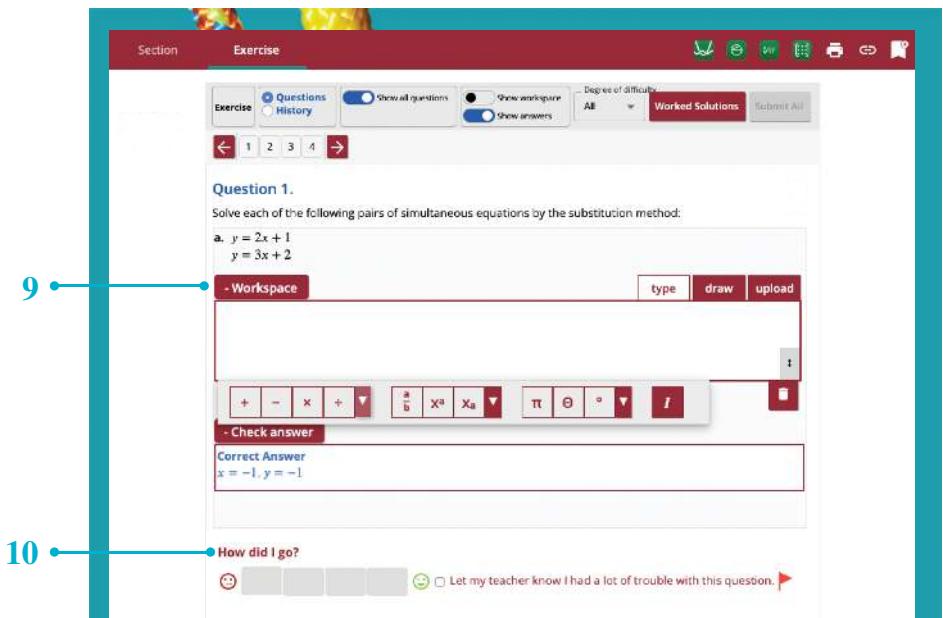 Section Exercise
Exercise Questions History Show all questions Show workspace Show answers Degree of difficulty All Worked Solutions Submit All
1 2 3 4
Question 1.
Solve each of the following pairs of simultaneous equations by the substitution method:
a. y = 2x + 1
y = 3x + 2
9 - Workspace type draw upload
+ − × ÷ a/b Xª Xₐ π Θ ° I
- Check answer
Correct Answer
x = −1, y = −1
10 How did I go?
Let my teacher know I had a lot of trouble with this question.